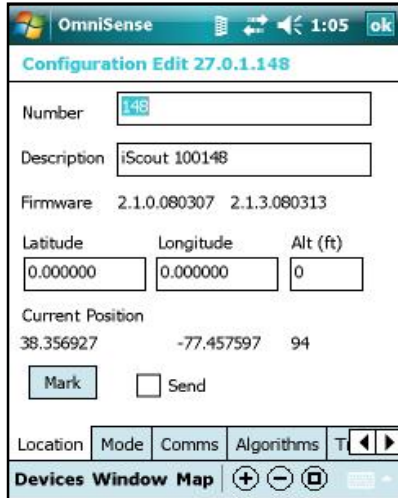 OmniSense 1:05 ok
Configuration Edit 27.0.1.148
Number 148
Description iScout 100148
Firmware 2.1.0.080307 2.1.3.080313
Latitude Longitude Alt (ft)
0.000000 0.000000 0
Current Position
38.356927 -77.457597 94
Mark Send
Location Mode Comms Algorithms
Devices Window Map